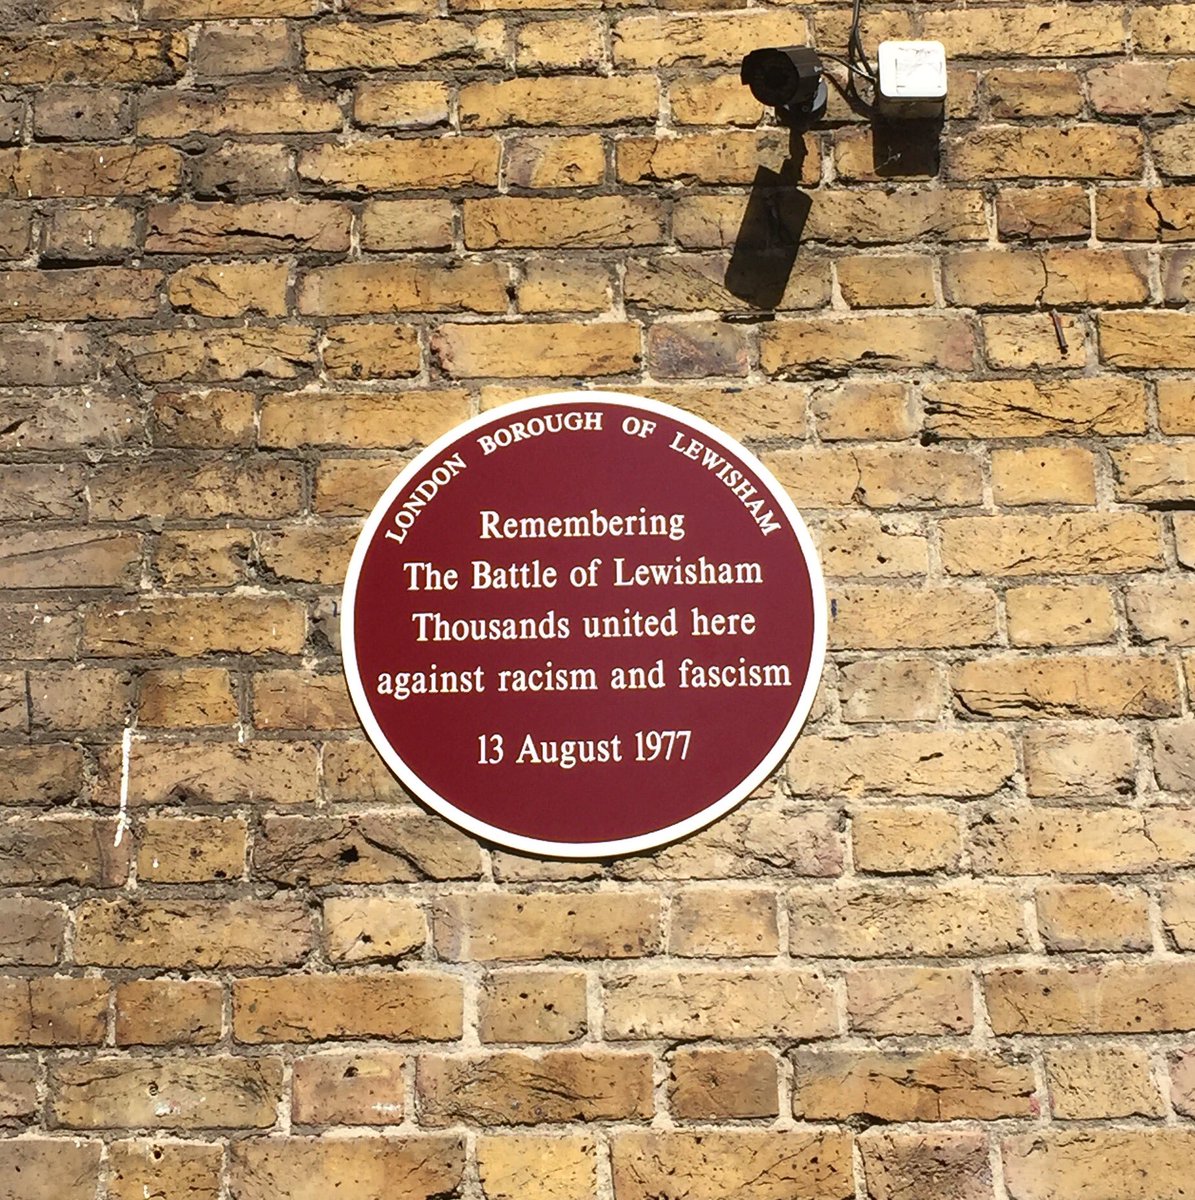 LONDON BOROUGH OF LEWISHAM
Remembering
The Battle of Lewisham
Thousands united here
against racism and fascism
13 August 1977